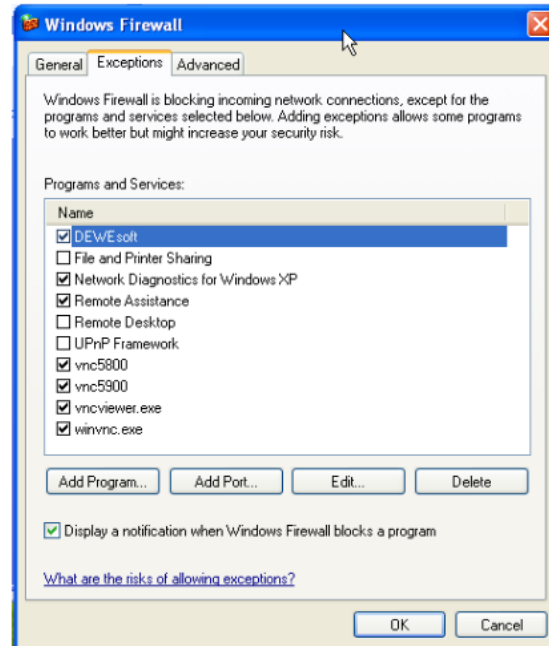 Windows Firewall
General Exceptions Advanced
Windows Firewall is blocking incoming network connections, except for the
programs and services selected below. Adding exceptions allows some programs
to work better but might increase your security risk.
Programs and Services:
Name
DEWEsoft
File and Printer Sharing
Network Diagnostics for Windows XP
Remote Assistance
Remote Desktop
UPnP Framework
vnc5800
vnc5900
vncviewer.exe
winvnc.exe
Add Program... Add Port... Edit... Delete
Display a notification when Windows Firewall blocks a program
What are the risks of allowing exceptions?
OK Cancel